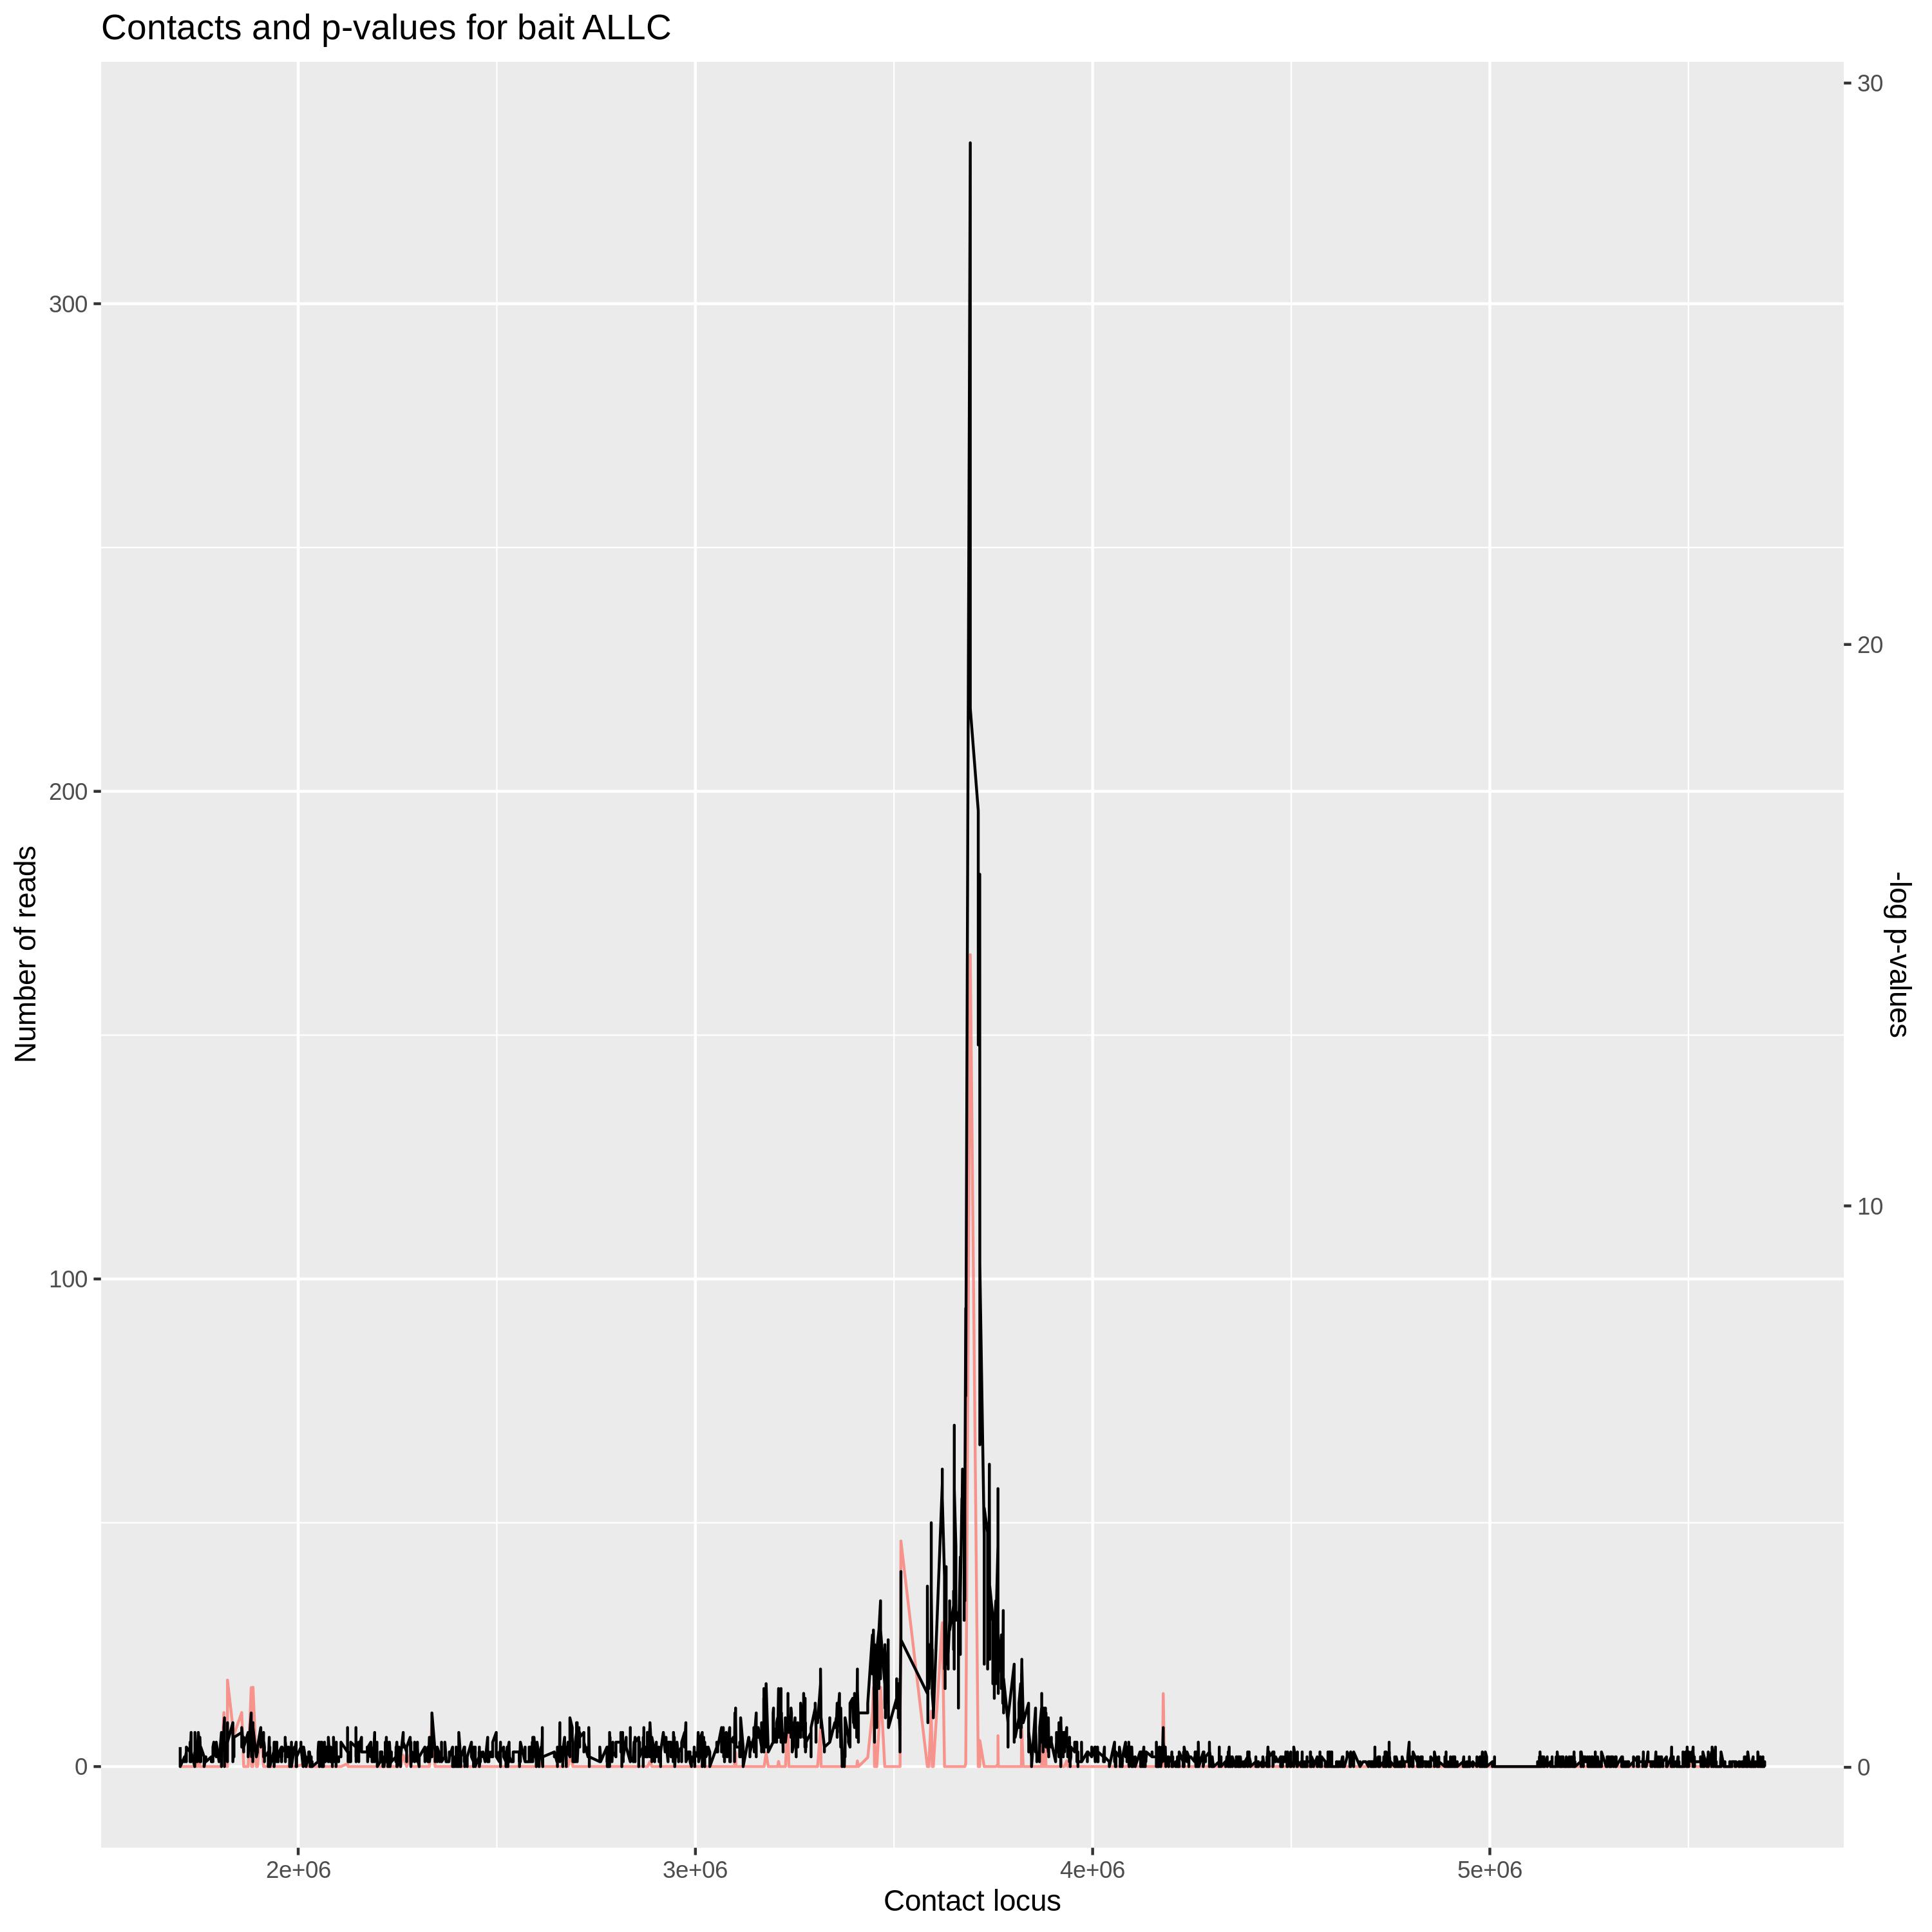 Contacts and p-values for bait ALLC
30
300
20
200
Number of reads
-log p-values
10
100
0
0
2e+06
3e+06
4e+06
5e+06
Contact locus